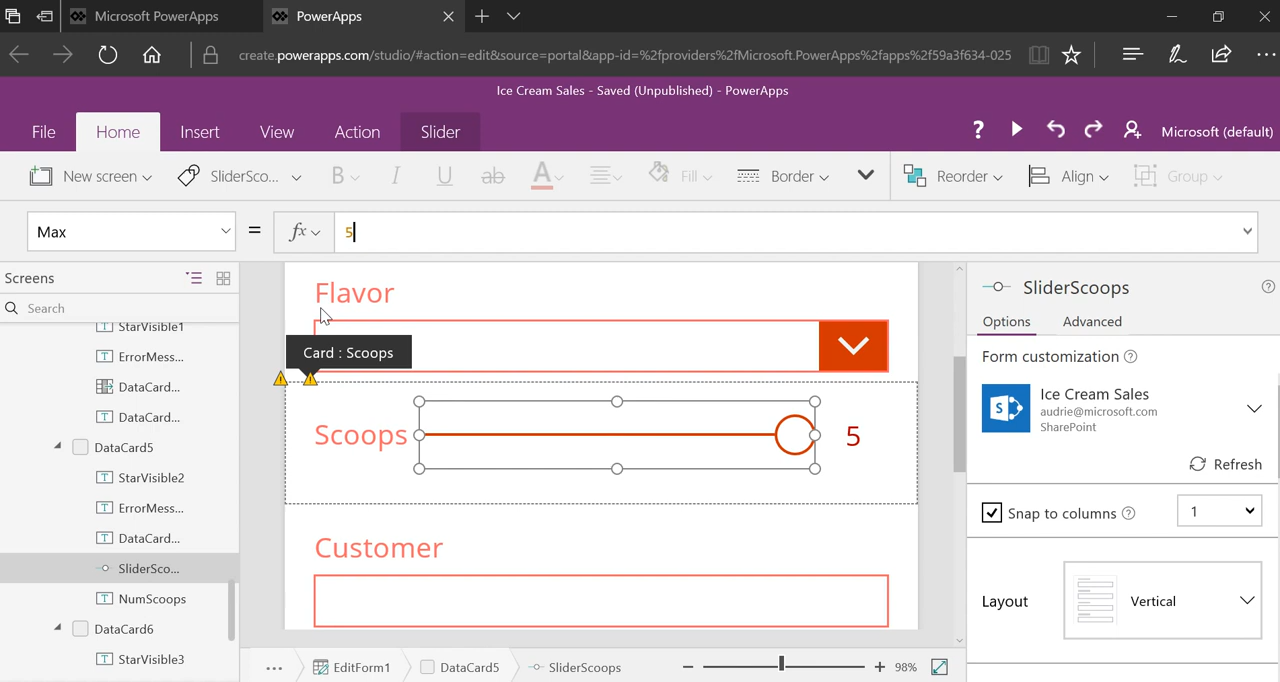 Microsoft PowerApps
PowerApps
create.powerapps.com/studio/#action=edit&source=portal&app-id=%2fproviders%2fMicrosoft.PowerApps%2fapps%2f59a3f634-025
Ice Cream Sales - Saved (Unpublished) - PowerApps
File Home Insert View Action Slider ? Microsoft (default)
New screen SliderSco... B I U ab A Fill Border Reorder Align Group
Max = fx 5
Screens
Search
StarVisible1
ErrorMess...
DataCard...
DataCard...
DataCard5
StarVisible2
ErrorMess...
DataCard...
SliderSco...
NumScoops
DataCard6
StarVisible3
Flavor
Card : Scoops
Scoops 5
Customer
... EditForm1 DataCard5 SliderScoops 98%
SliderScoops
Options Advanced
Form customization
Ice Cream Sales
audrie@microsoft.com
SharePoint
Refresh
Snap to columns 1
Layout Vertical